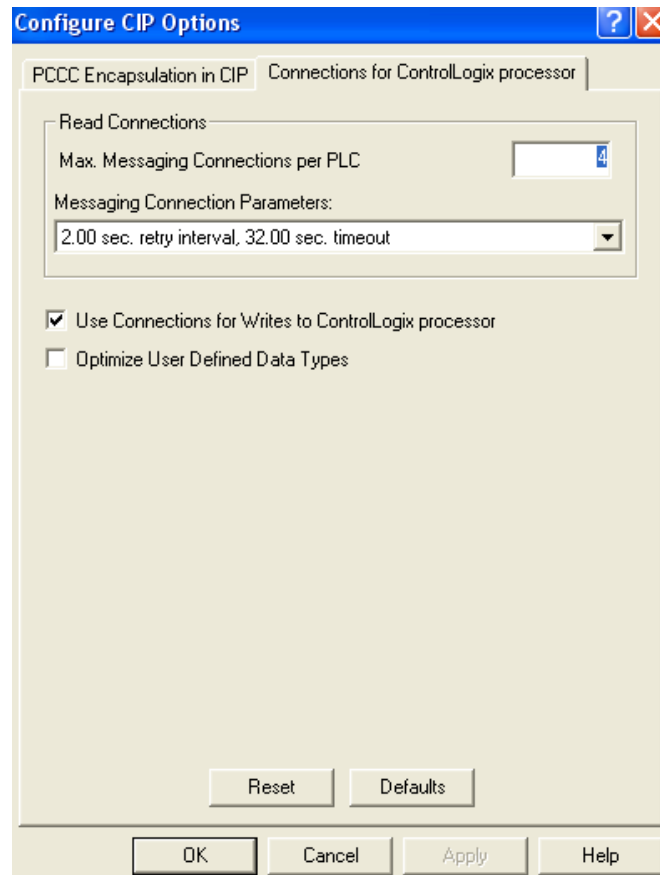 Configure CIP Options
PCCC Encapsulation in CIP
Connections for ControlLogix processor
Read Connections
Max. Messaging Connections per PLC
4
Messaging Connection Parameters:
2.00 sec. retry interval, 32.00 sec. timeout
Use Connections for Writes to ControlLogix processor
Optimize User Defined Data Types
Reset
Defaults
OK
Cancel
Apply
Help